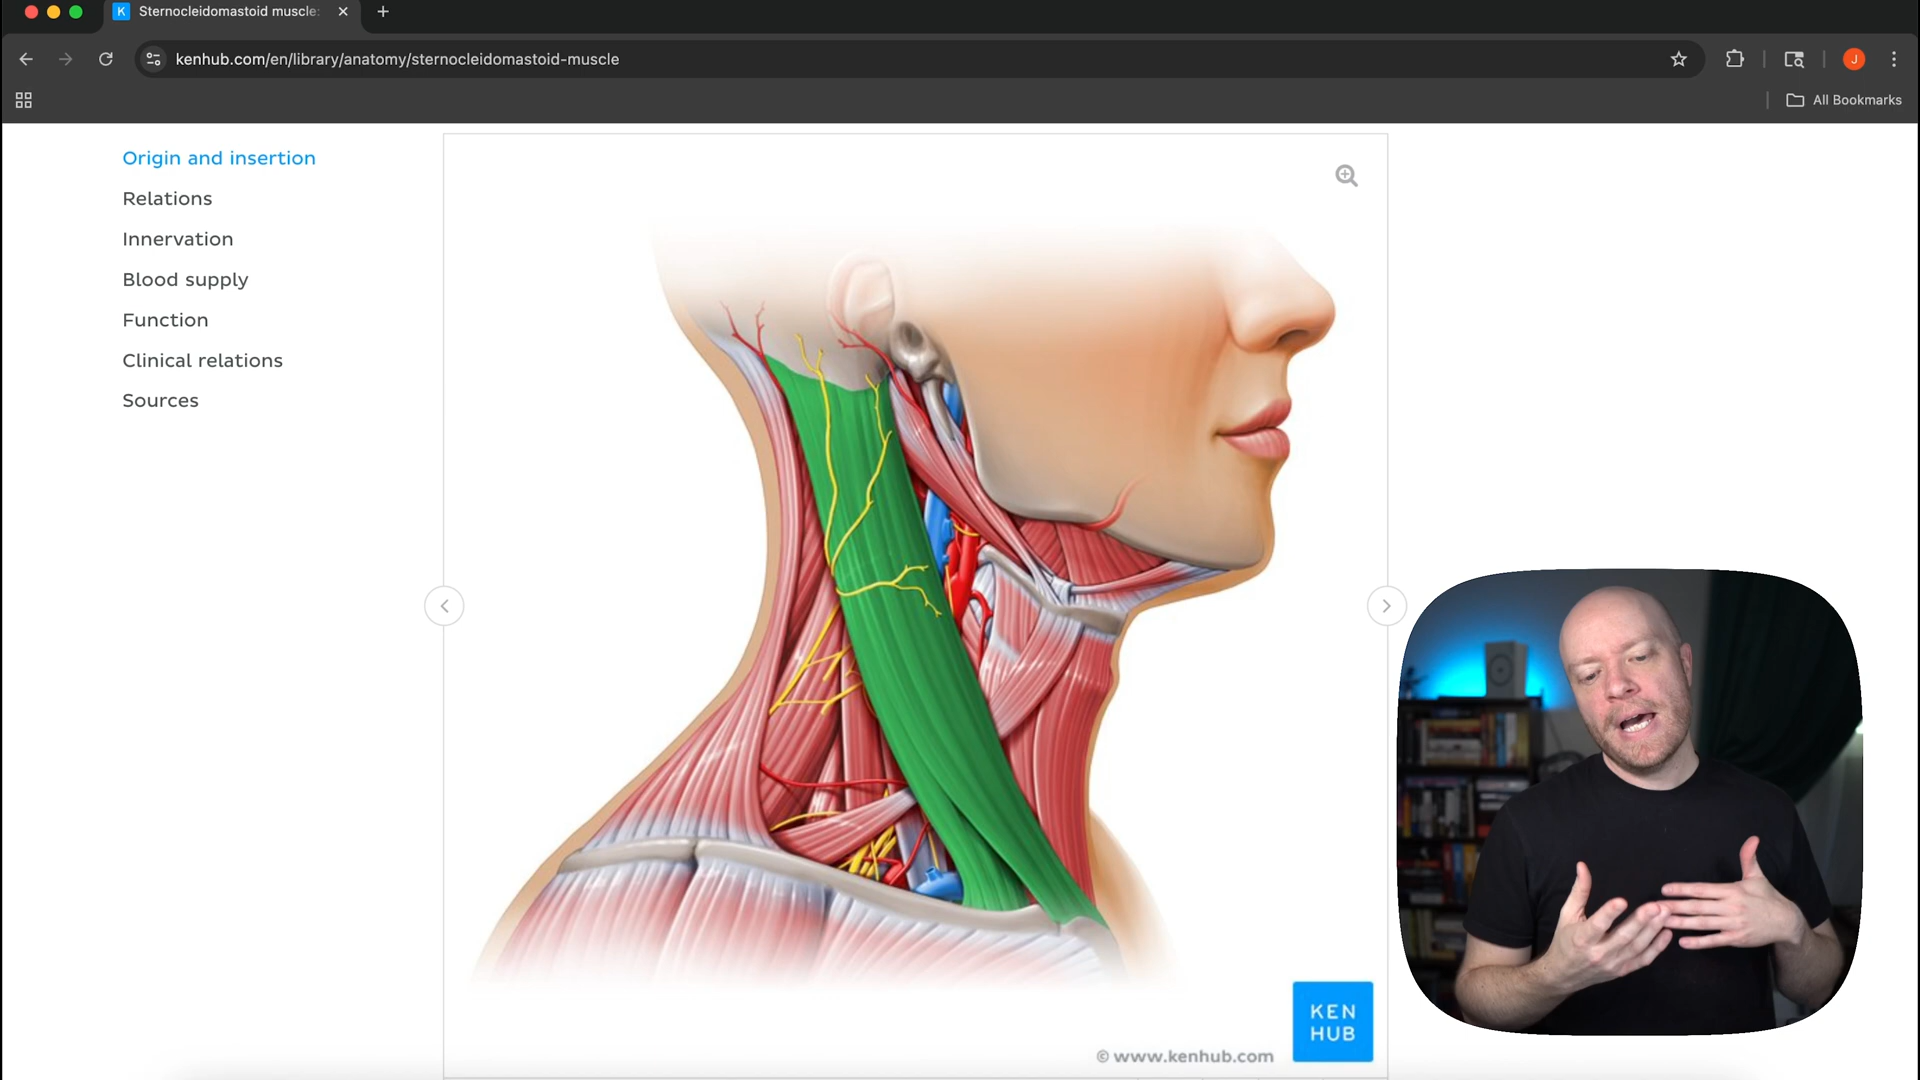 K Sternocleidomastoid muscle:
kenhub.com/en/library/anatomy/sternocleidomastoid-muscle
J
All Bookmarks
Origin and insertion
Relations
Innervation
Blood supply
Function
Clinical relations
Sources
KEN
HUB
© www.kenhub.com